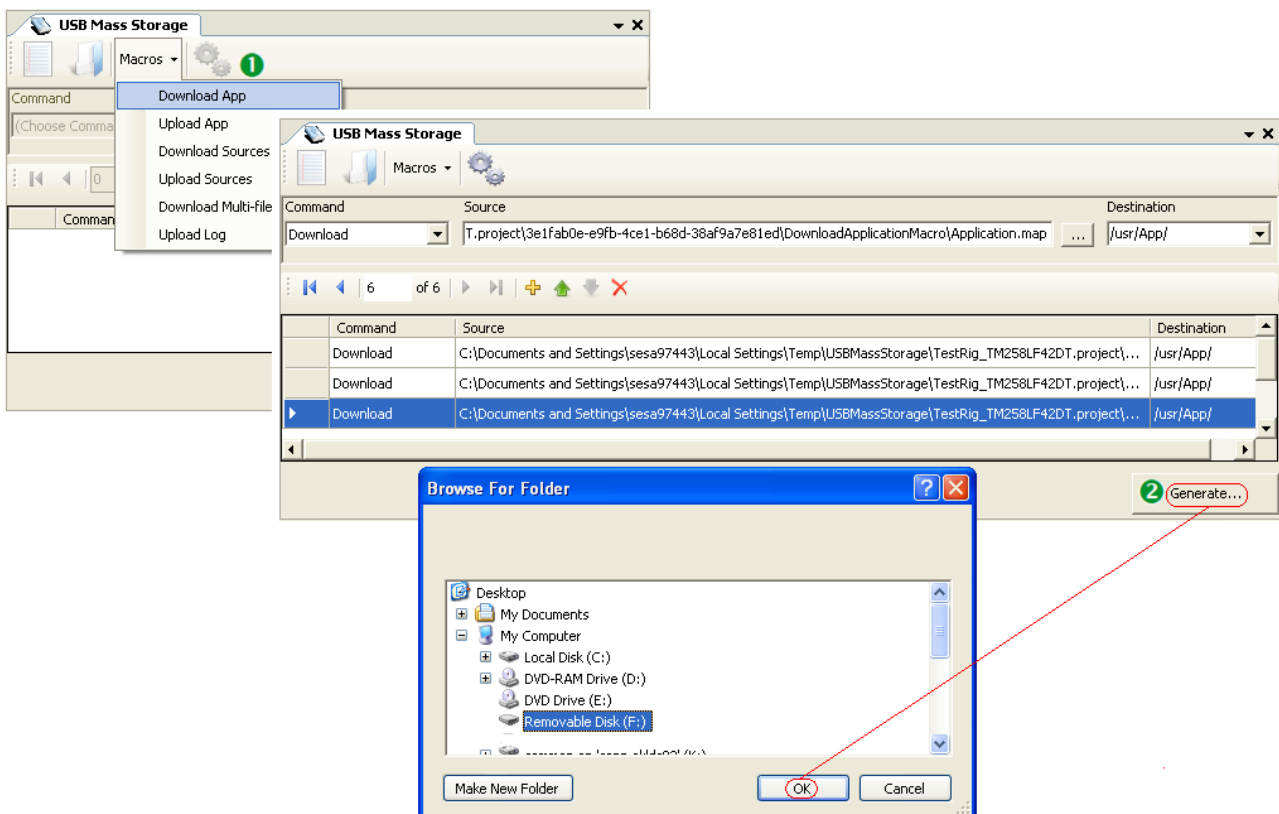 USB Mass Storage
Macros
1
Command
(Choose Comma
0
Comman
Download App
Upload App
Download Sources
Upload Sources
Download Multi-file
Upload Log
USB Mass Storage
Macros
Command Source Destination
Download T.project\3e1fab0e-e9fb-4ce1-b68d-38af9a7e81ed\DownloadApplicationMacro\Application.map ... /usr/App/
6 of 6
Command Source Destination
Download C:\Documents and Settings\sesa97443\Local Settings\Temp\USBMassStorage\TestRig_TM258LF42DT.project\... /usr/App/
Download C:\Documents and Settings\sesa97443\Local Settings\Temp\USBMassStorage\TestRig_TM258LF42DT.project\... /usr/App/
Download C:\Documents and Settings\sesa97443\Local Settings\Temp\USBMassStorage\TestRig_TM258LF42DT.project\... /usr/App/
2 Generate...
Browse For Folder
Desktop
My Documents
My Computer
Local Disk (C:)
DVD-RAM Drive (D:)
DVD Drive (E:)
Removable Disk (F:)
Make New Folder OK Cancel